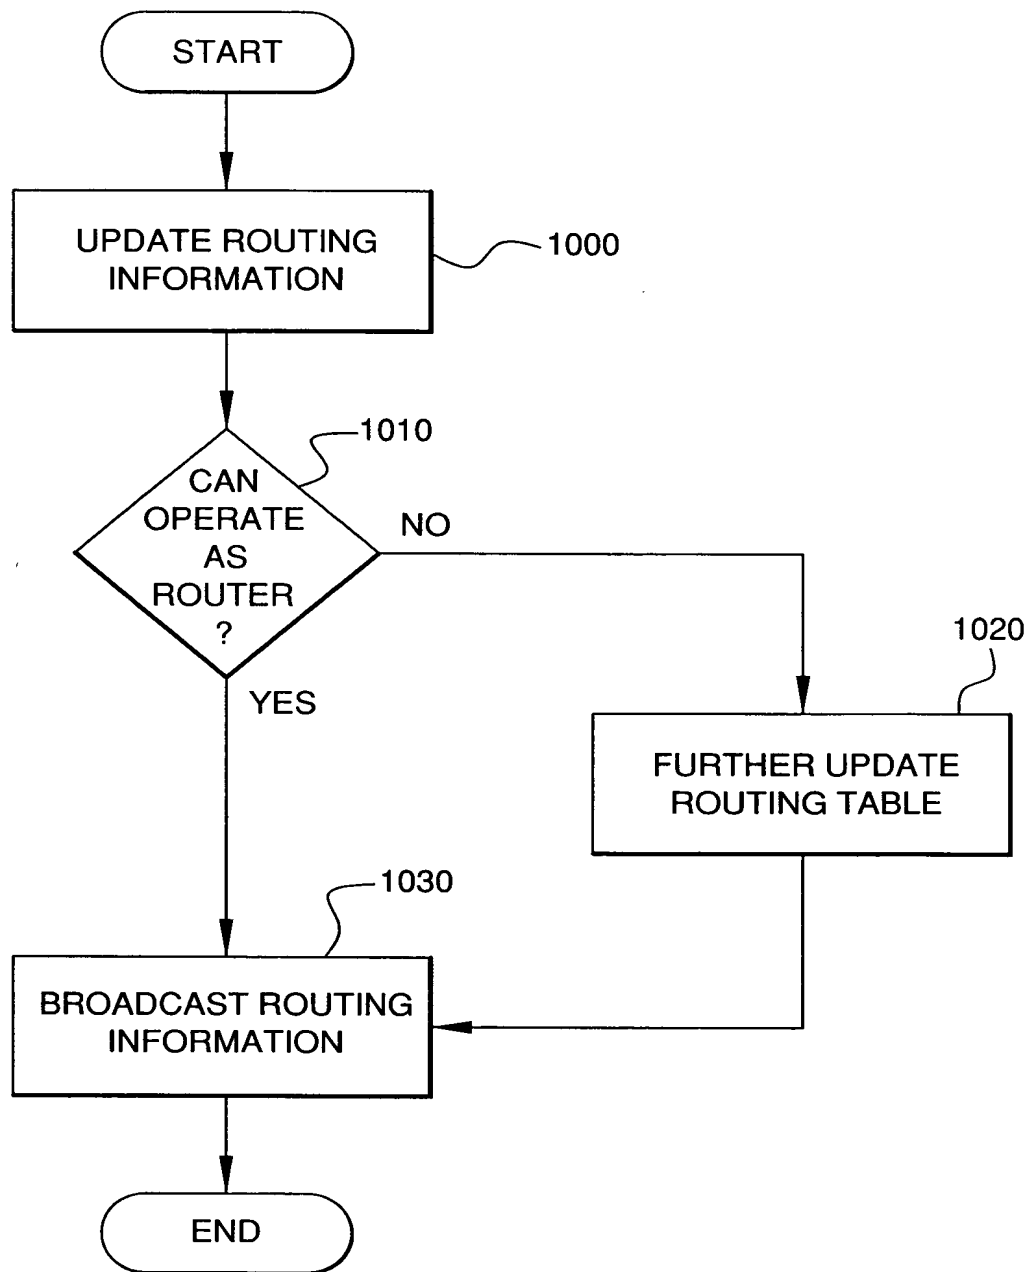 START
UPDATE ROUTING
INFORMATION
1000
1010
CAN
OPERATE
AS
ROUTER
?
NO
YES
1020
FURTHER UPDATE
ROUTING TABLE
1030
BROADCAST ROUTING
INFORMATION
END